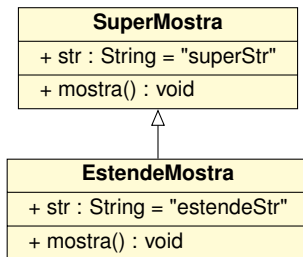 SuperMostra
+ str : String = "superStr"
+ mostra() : void
EstendeMostra
+ str : String = "estendeStr"
+ mostra() : void